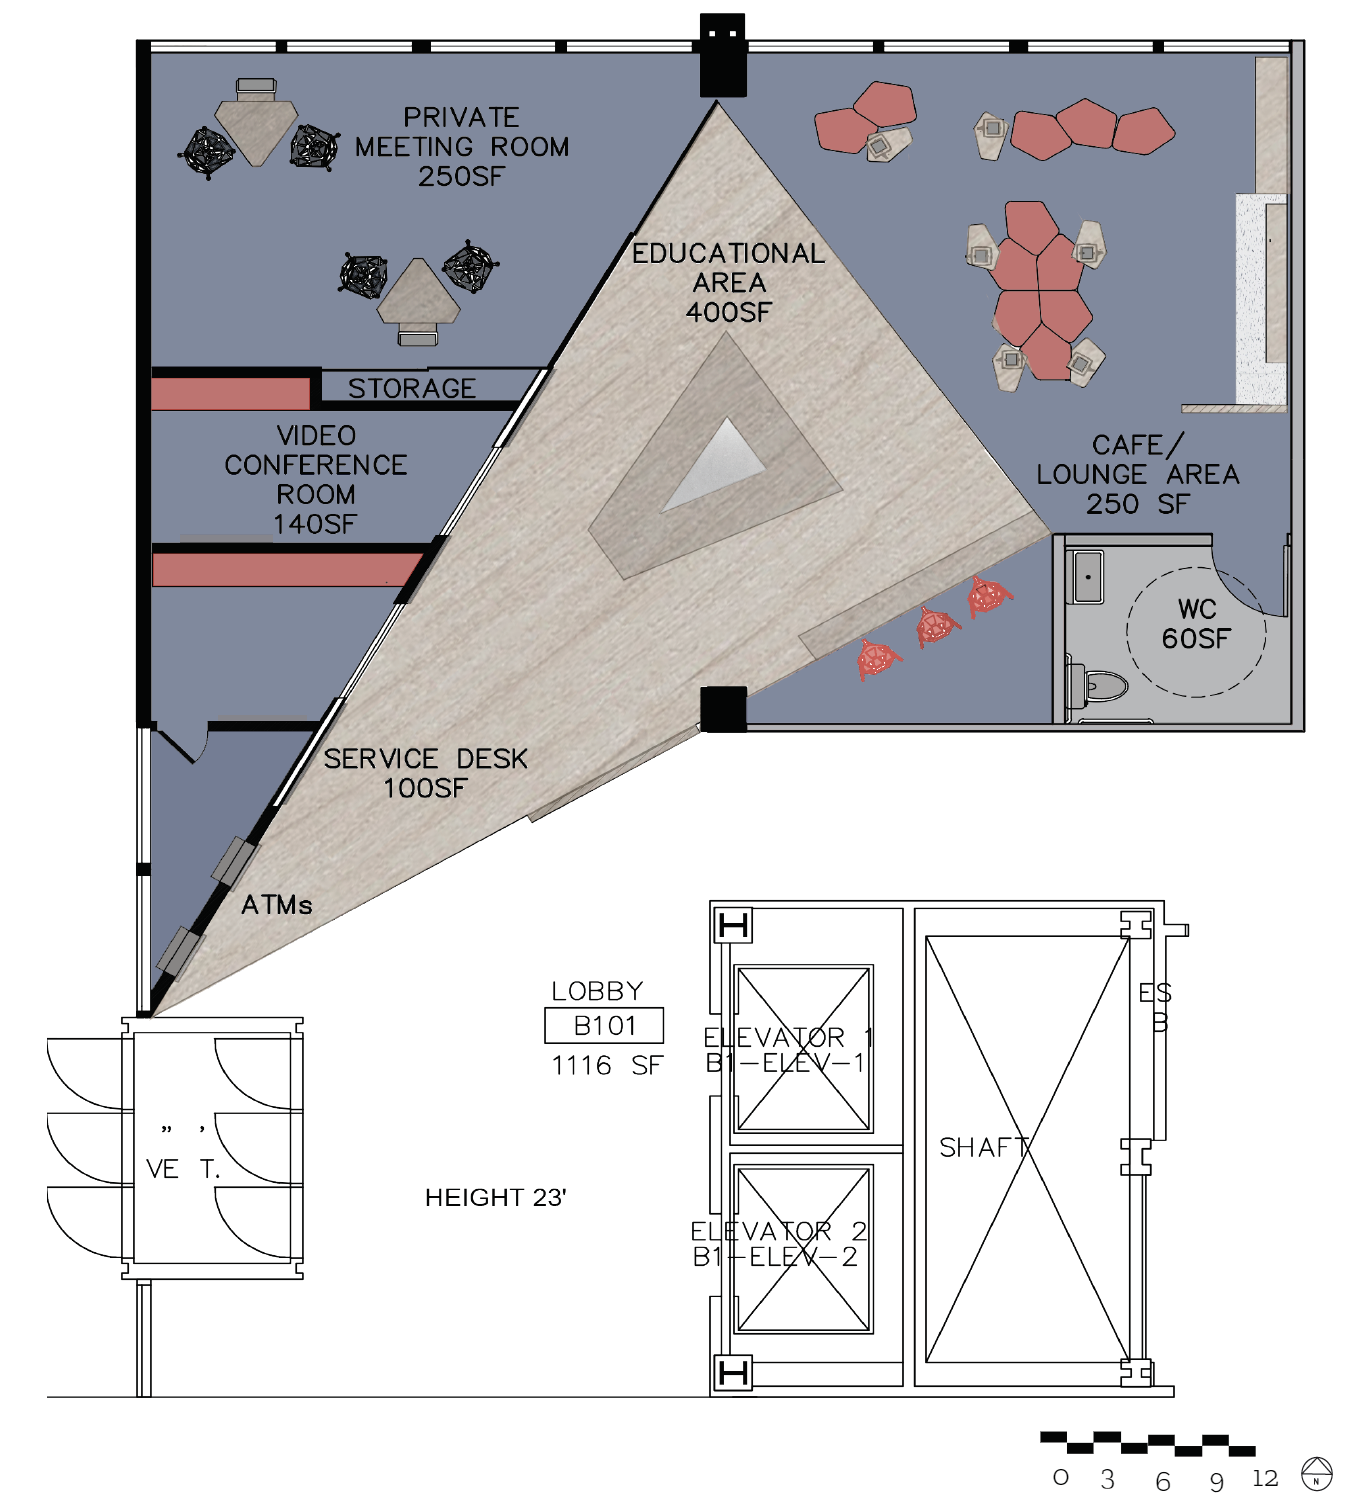 PRIVATE
MEETING ROOM
250SF
EDUCATIONAL
AREA
400SF
STORAGE
VIDEO
CONFERENCE
ROOM
140SF
CAFE/
LOUNGE AREA
250 SF
WC
60SF
SERVICE DESK
100SF
ATMs
LOBBY
B101
1116 SF
ELEVATOR 1
B1-ELEV-1
ES
B
SHAFT
VE T.
HEIGHT 23'
ELEVATOR 2
B1-ELEV-2
0 3 6 9 12
N